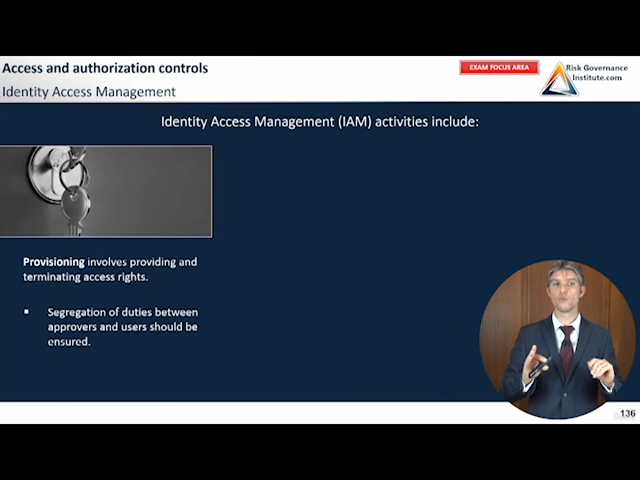 Access and authorization controls
EXAM FOCUS AREA
Risk Governance
Institute.com
Identity Access Management
Identity Access Management (IAM) activities include:
Provisioning involves providing and
terminating access rights.
▪ Segregation of duties between
approvers and users should be
ensured.
136